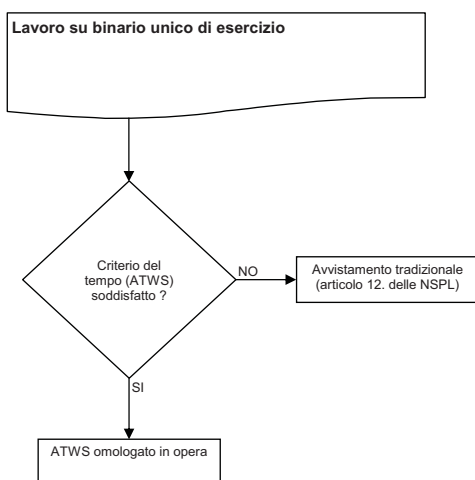 Lavoro su binario unico di esercizio
Criterio del
tempo (ATWS)
soddisfatto ?
NO
Avvistamento tradizionale
(articolo 12. delle NSPL)
SI
ATWS omologato in opera